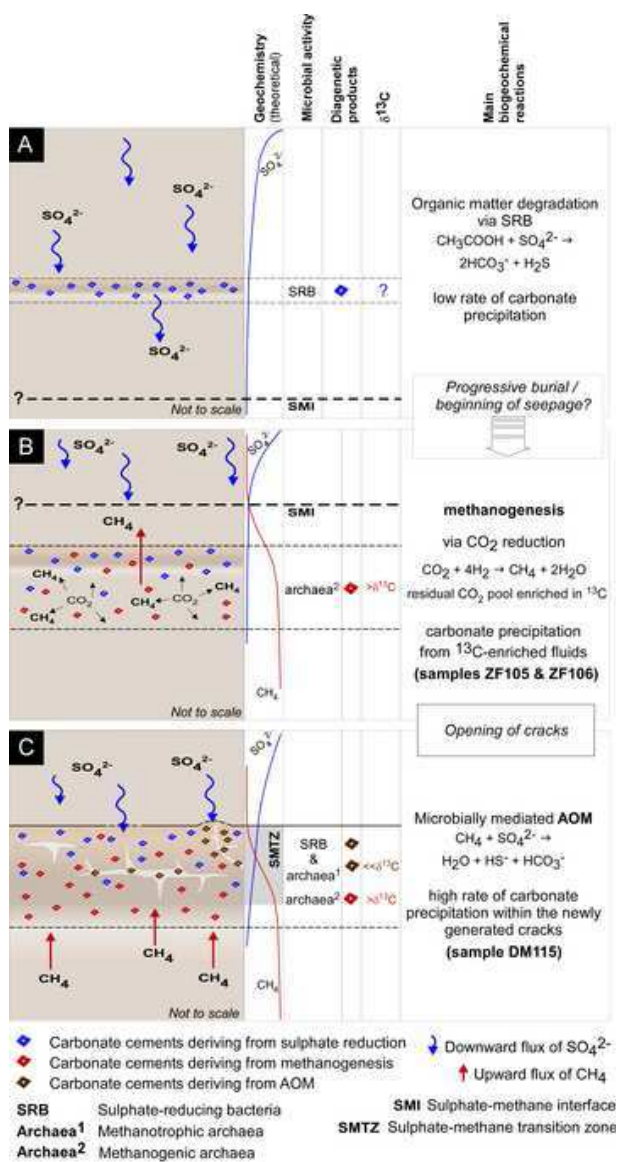 Geochemistry
(theoretical)
Microbial activity
Diagenetic
products
δ13C
Main
biogeochemical
reactions
A
SO₄²⁻
SO₄²⁻
SO₄²⁻
SO₄²⁻
SRB
?
?
Not to scale
SMI
Organic matter degradation
via SRB
CH₃COOH + SO₄²⁻ →
2HCO₃⁻ + H₂S
low rate of carbonate
precipitation
Progressive burial /
beginning of seepage?
B
SO₄²⁻
SO₄²⁻
SO₄²⁻
?
SMI
CH₄
CH₄
CH₄
CO₂
CO₂
CH₄
CH₄
CH₄
archaea²
>δ13C
CH₄
Not to scale
methanogenesis
via CO₂ reduction
CO₂ + 4H₂ → CH₄ + 2H₂O
residual CO₂ pool enriched in ¹³C
carbonate precipitation
from ¹³C-enriched fluids
(samples ZF105 & ZF106)
Opening of cracks
C
SO₄²⁻
SO₄²⁻
SO₄²⁻
SO₄²⁻
SMTZ
SRB
&
archaea¹
<<δ13C
archaea²
>δ13C
CH₄
CH₄
CH₄
CH₄
Not to scale
Microbially mediated AOM
CH₄ + SO₄²⁻ →
H₂O + HS⁻ + HCO₃⁻
high rate of carbonate
precipitation within the newly
generated cracks
(sample DM115)
Carbonate cements deriving from sulphate reduction
Carbonate cements deriving from methanogenesis
Carbonate cements deriving from AOM
Downward flux of SO₄²⁻
Upward flux of CH₄
SRB Sulphate-reducing bacteria
Archaea¹ Methanotrophic archaea
Archaea² Methanogenic archaea
SMI Sulphate-methane interface
SMTZ Sulphate-methane transition zone